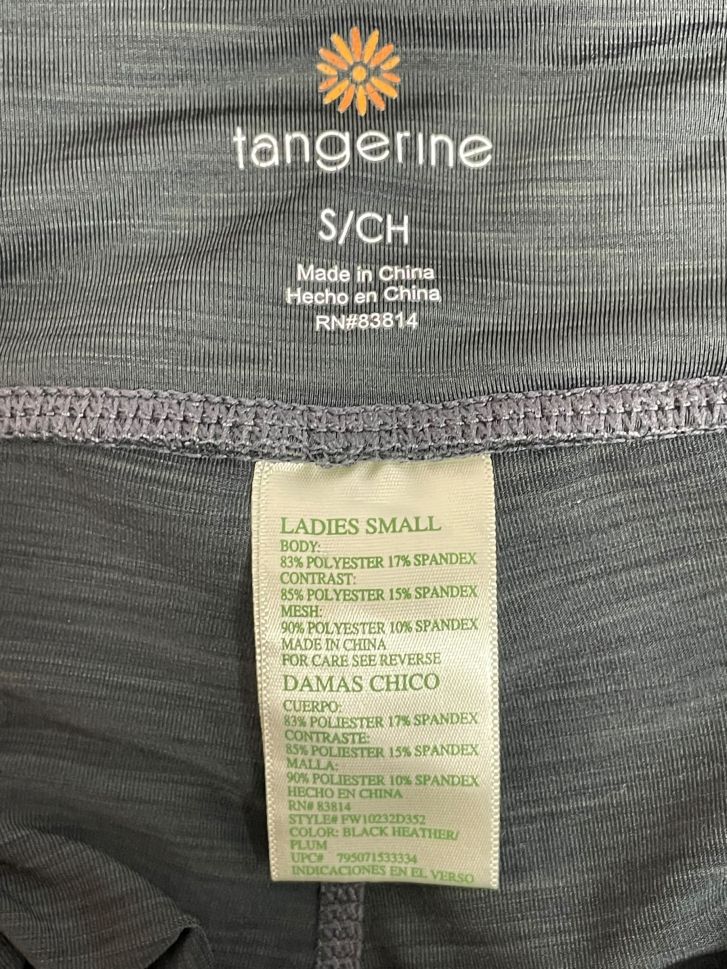 tangerine
S/CH
Made in China
Hecho en China
RN#83814
LADIES SMALL
BODY:
83% POLYESTER 17% SPANDEX
CONTRAST:
85% POLYESTER 15% SPANDEX
MESH:
90% POLYESTER 10% SPANDEX
MADE IN CHINA
FOR CARE SEE REVERSE
DAMAS CHICO
CUERPO:
83% POLIESTER 17% SPANDEX
CONTRASTE:
85% POLIESTER 15% SPANDEX
MALLA:
90% POLIESTER 10% SPANDEX
HECHO EN CHINA
RN# 83814
STYLE# FW10232D352
COLOR: BLACK HEATHER/
PLUM
UPC# 795071533334
INDICACIONES EN EL VERSO